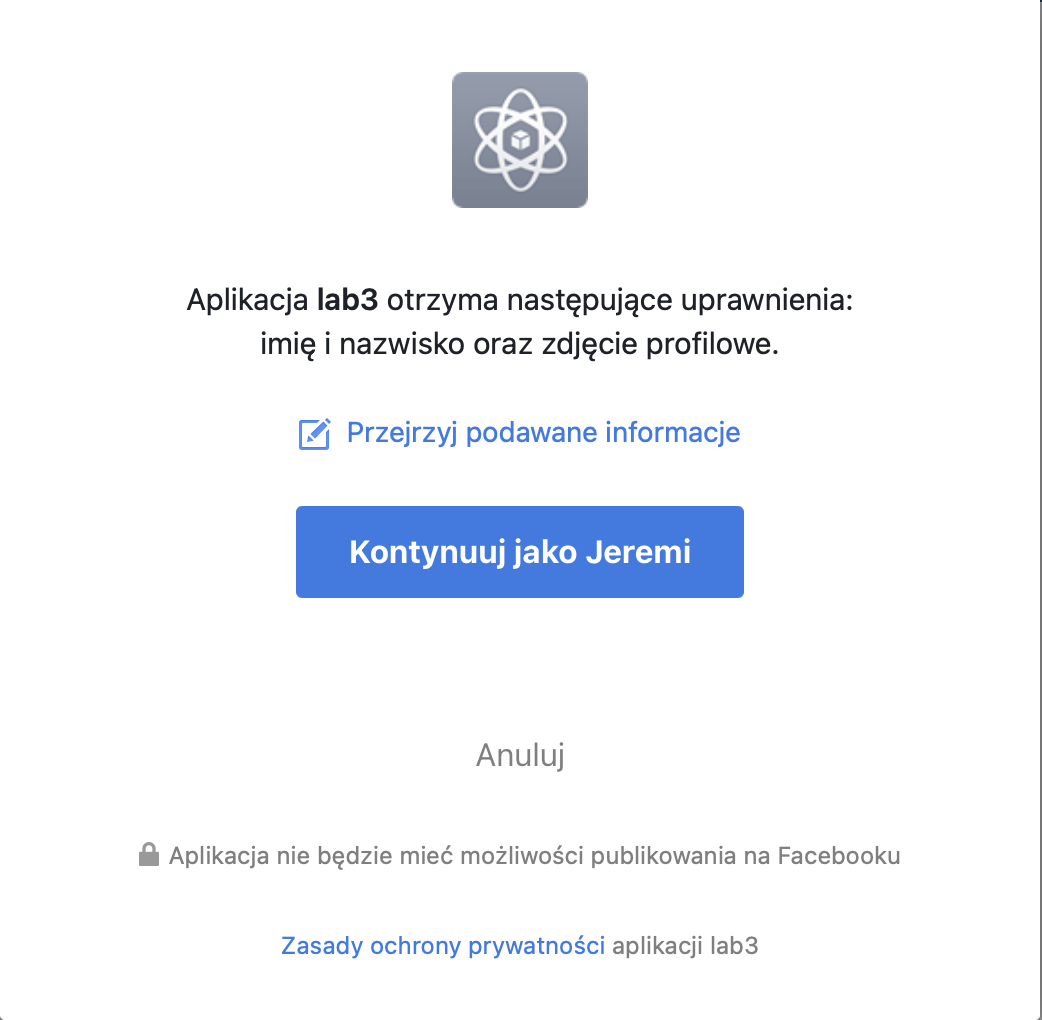 Aplikacja lab3 otrzyma następujące uprawnienia:
imię i nazwisko oraz zdjęcie profilowe.
Przejrzyj podawane informacje
Kontynuuj jako Jeremi
Anuluj
Aplikacja nie będzie mieć możliwości publikowania na Facebooku
Zasady ochrony prywatności aplikacji lab3